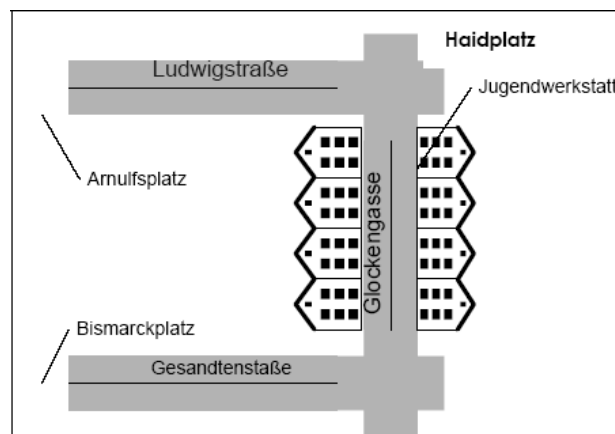 Haidplatz
Ludwigstraße
Jugendwerkstatt
Arnulfsplatz
Glockengasse
Bismarckplatz
Gesandtenstaße